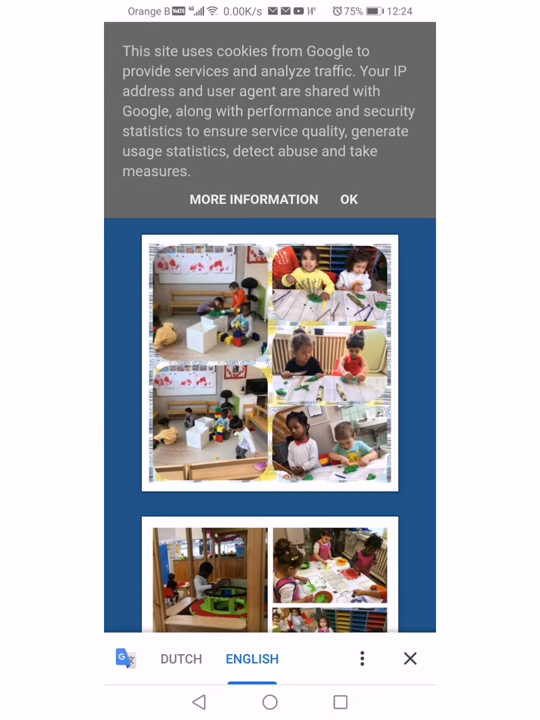 Orange B VoLTE 4G 0.00K/s 75% 12:24
This site uses cookies from Google to
provide services and analyze traffic. Your IP
address and user agent are shared with
Google, along with performance and security
statistics to ensure service quality, generate
usage statistics, detect abuse and take
measures.
MORE INFORMATION OK
DUTCH ENGLISH